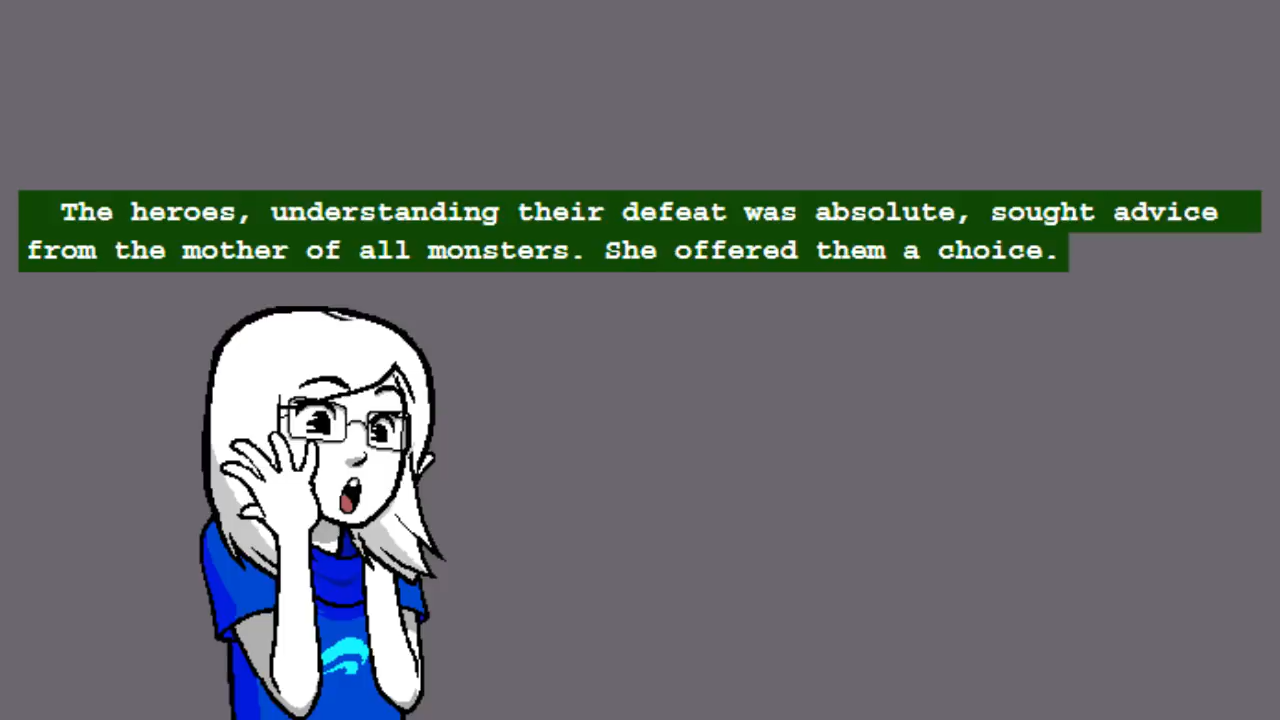 The heroes, understanding their defeat was absolute, sought advice
from the mother of all monsters. She offered them a choice.